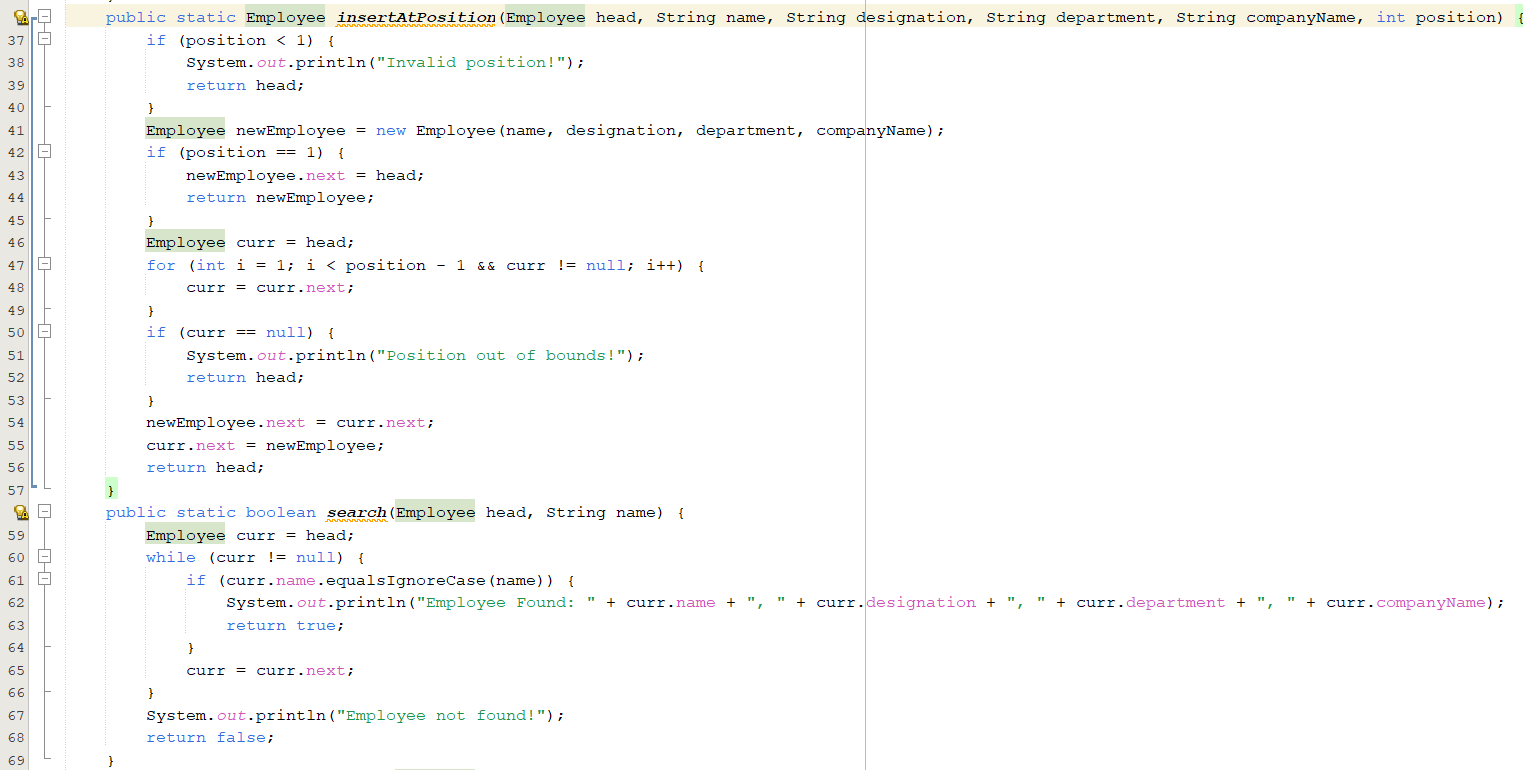 public static Employee insertAtPosition(Employee head, String name, String designation, String department, String companyName, int position) {
37 if (position < 1) {
38 System.out.println("Invalid position!");
39 return head;
40 }
41 Employee newEmployee = new Employee(name, designation, department, companyName);
42 if (position == 1) {
43 newEmployee.next = head;
44 return newEmployee;
45 }
46 Employee curr = head;
47 for (int i = 1; i < position - 1 && curr != null; i++) {
48 curr = curr.next;
49 }
50 if (curr == null) {
51 System.out.println("Position out of bounds!");
52 return head;
53 }
54 newEmployee.next = curr.next;
55 curr.next = newEmployee;
56 return head;
57 }
public static boolean search(Employee head, String name) {
59 Employee curr = head;
60 while (curr != null) {
61 if (curr.name.equalsIgnoreCase(name)) {
62 System.out.println("Employee Found: " + curr.name + ", " + curr.designation + ", " + curr.department + ", " + curr.companyName);
63 return true;
64 }
65 curr = curr.next;
66 }
67 System.out.println("Employee not found!");
68 return false;
69 }